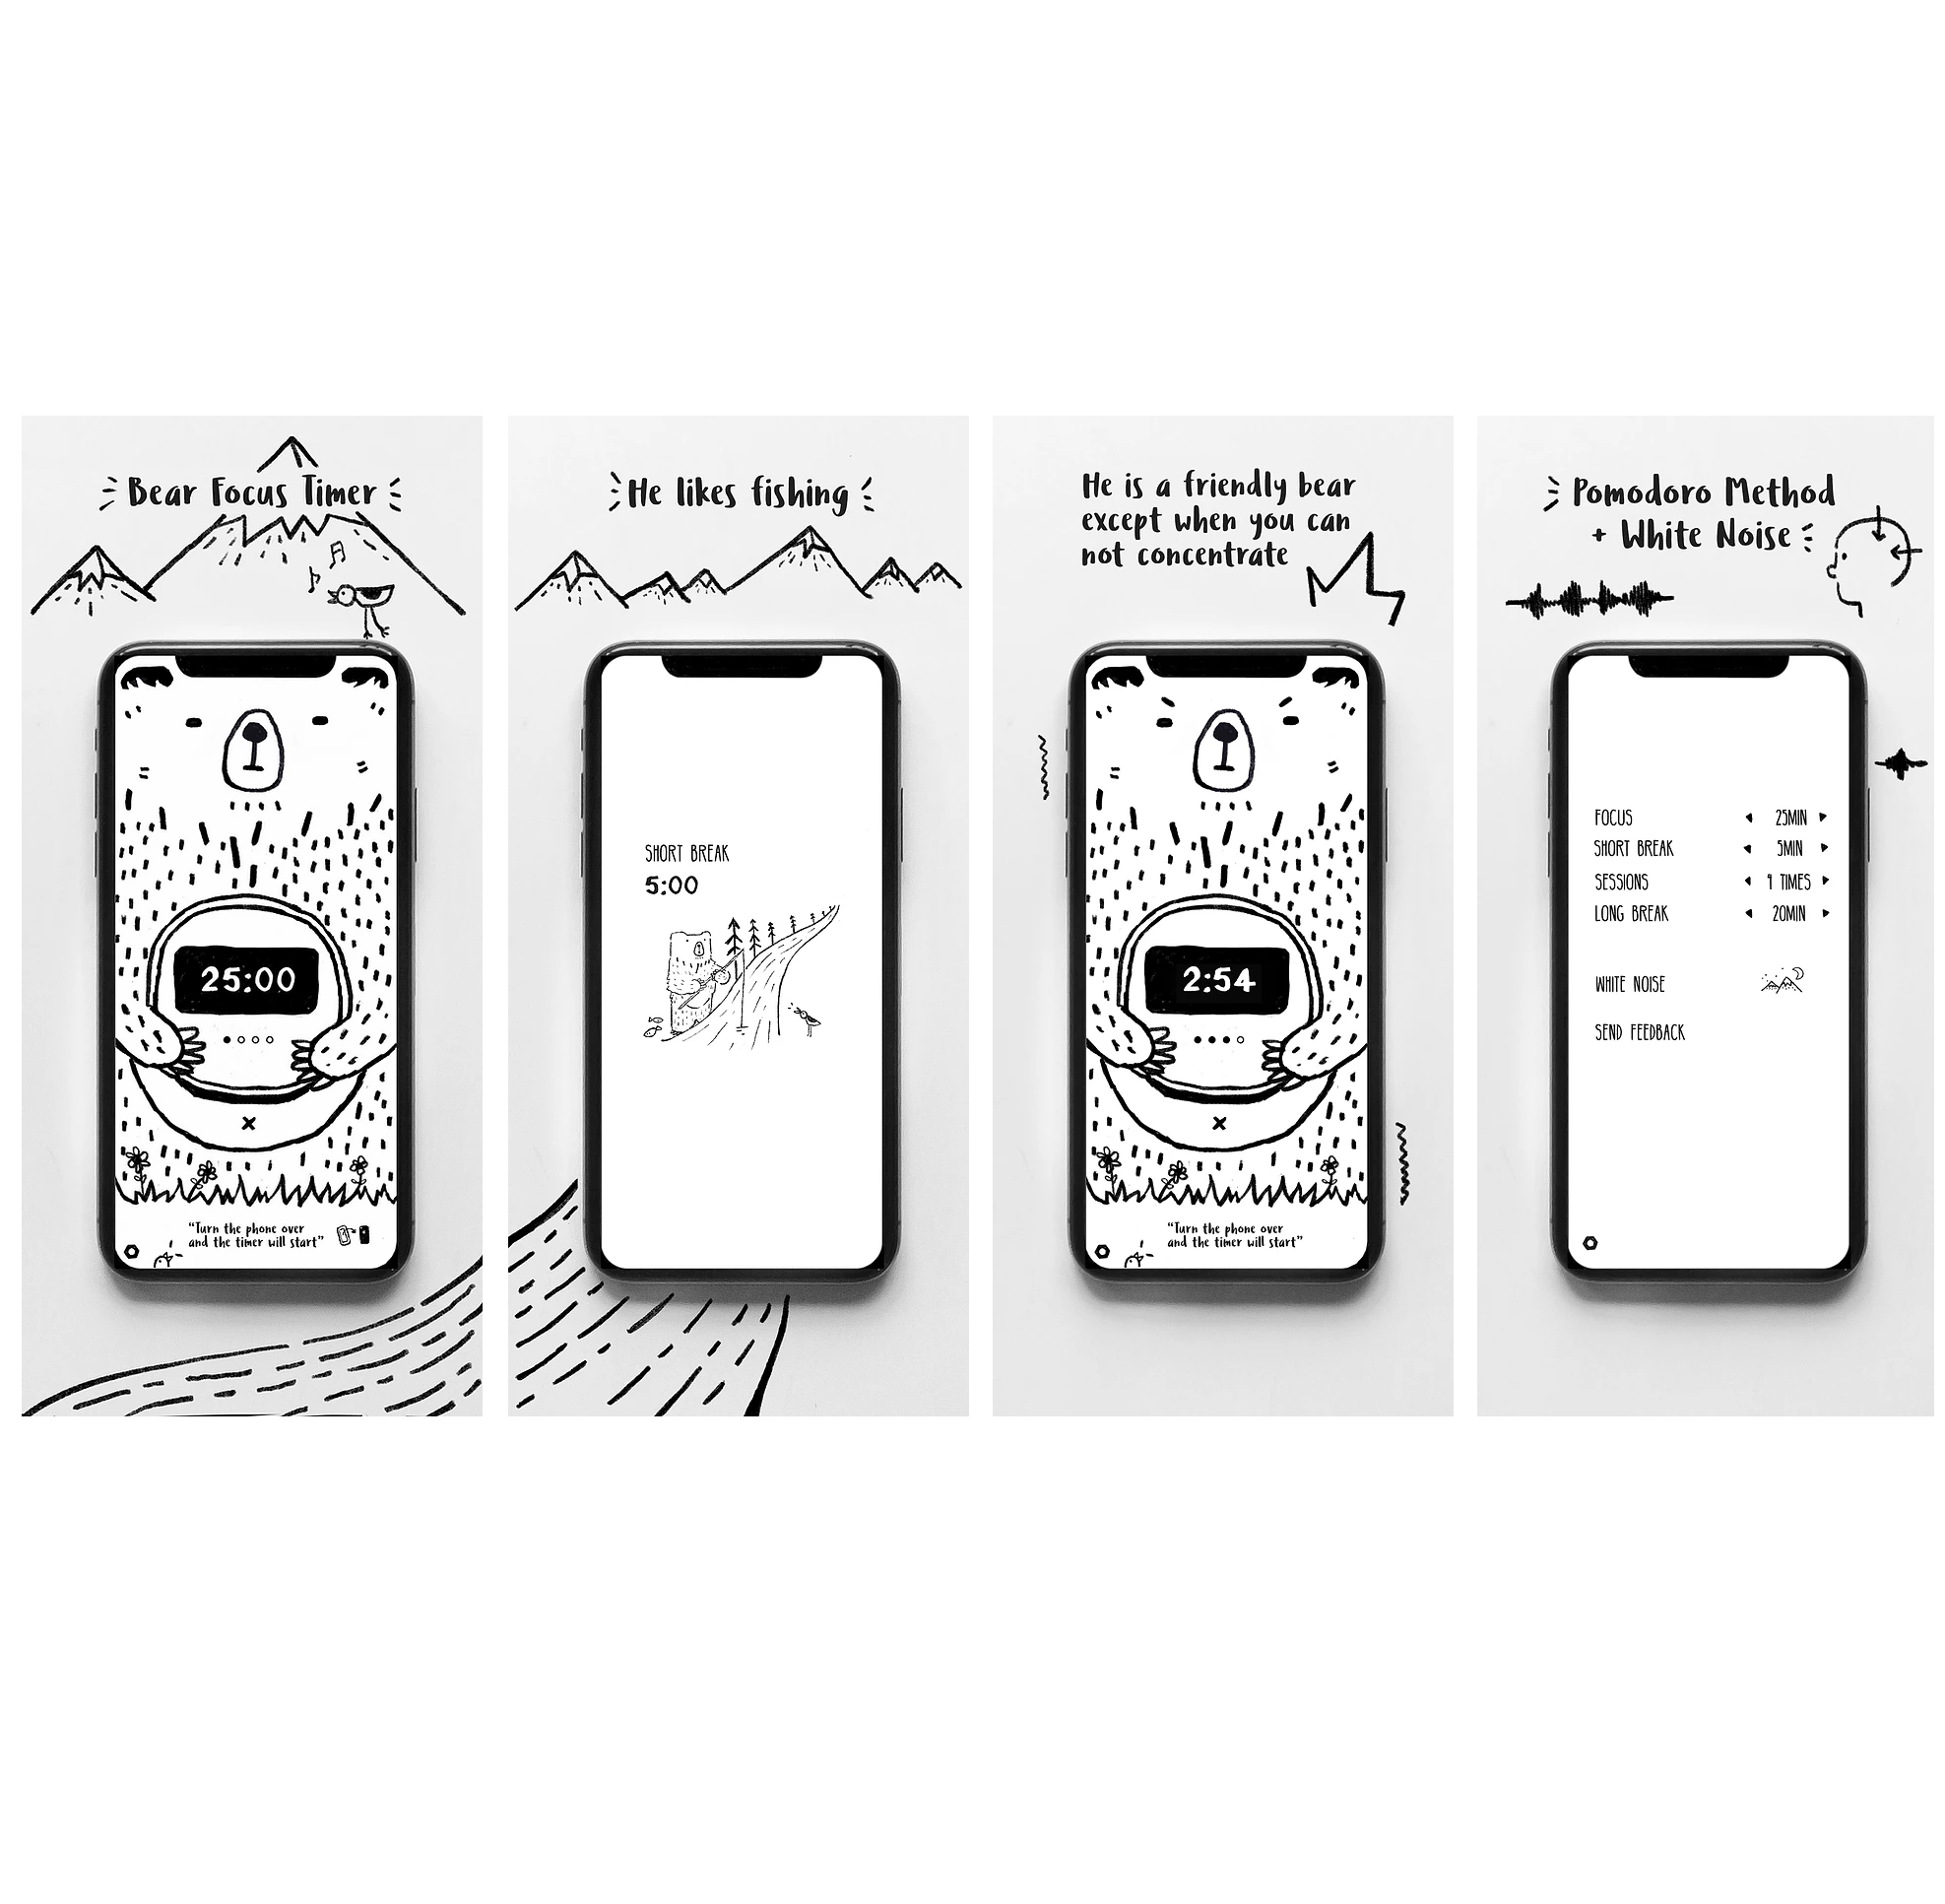 Bear Focus Timer
25:00
"Turn the phone over
and the timer will start"
He likes fishing
SHORT BREAK
5:00
He is a friendly bear
except when you can
not concentrate
2:54
"Turn the phone over
and the timer will start"
Pomodoro Method
+ White Noise
FOCUS 25MIN
SHORT BREAK 5MIN
SESSIONS 4 TIMES
LONG BREAK 20MIN
WHITE NOISE
SEND FEEDBACK